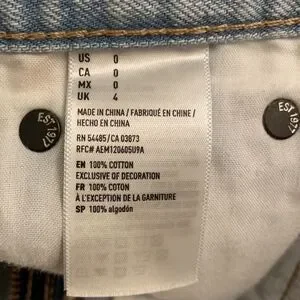 US 0
CA 0
MX 0
UK 4
MADE IN CHINA / FABRIQUÉ EN CHINE /
HECHO EN CHINA
RN 54485/CA 03873
RFC# AEM120605U9A
EN 100% COTTON
EXCLUSIVE OF DECORATION
FR 100% COTON
À L'EXCEPTION DE LA GARNITURE
SP 100% algodón
EST 1977
EST 1977